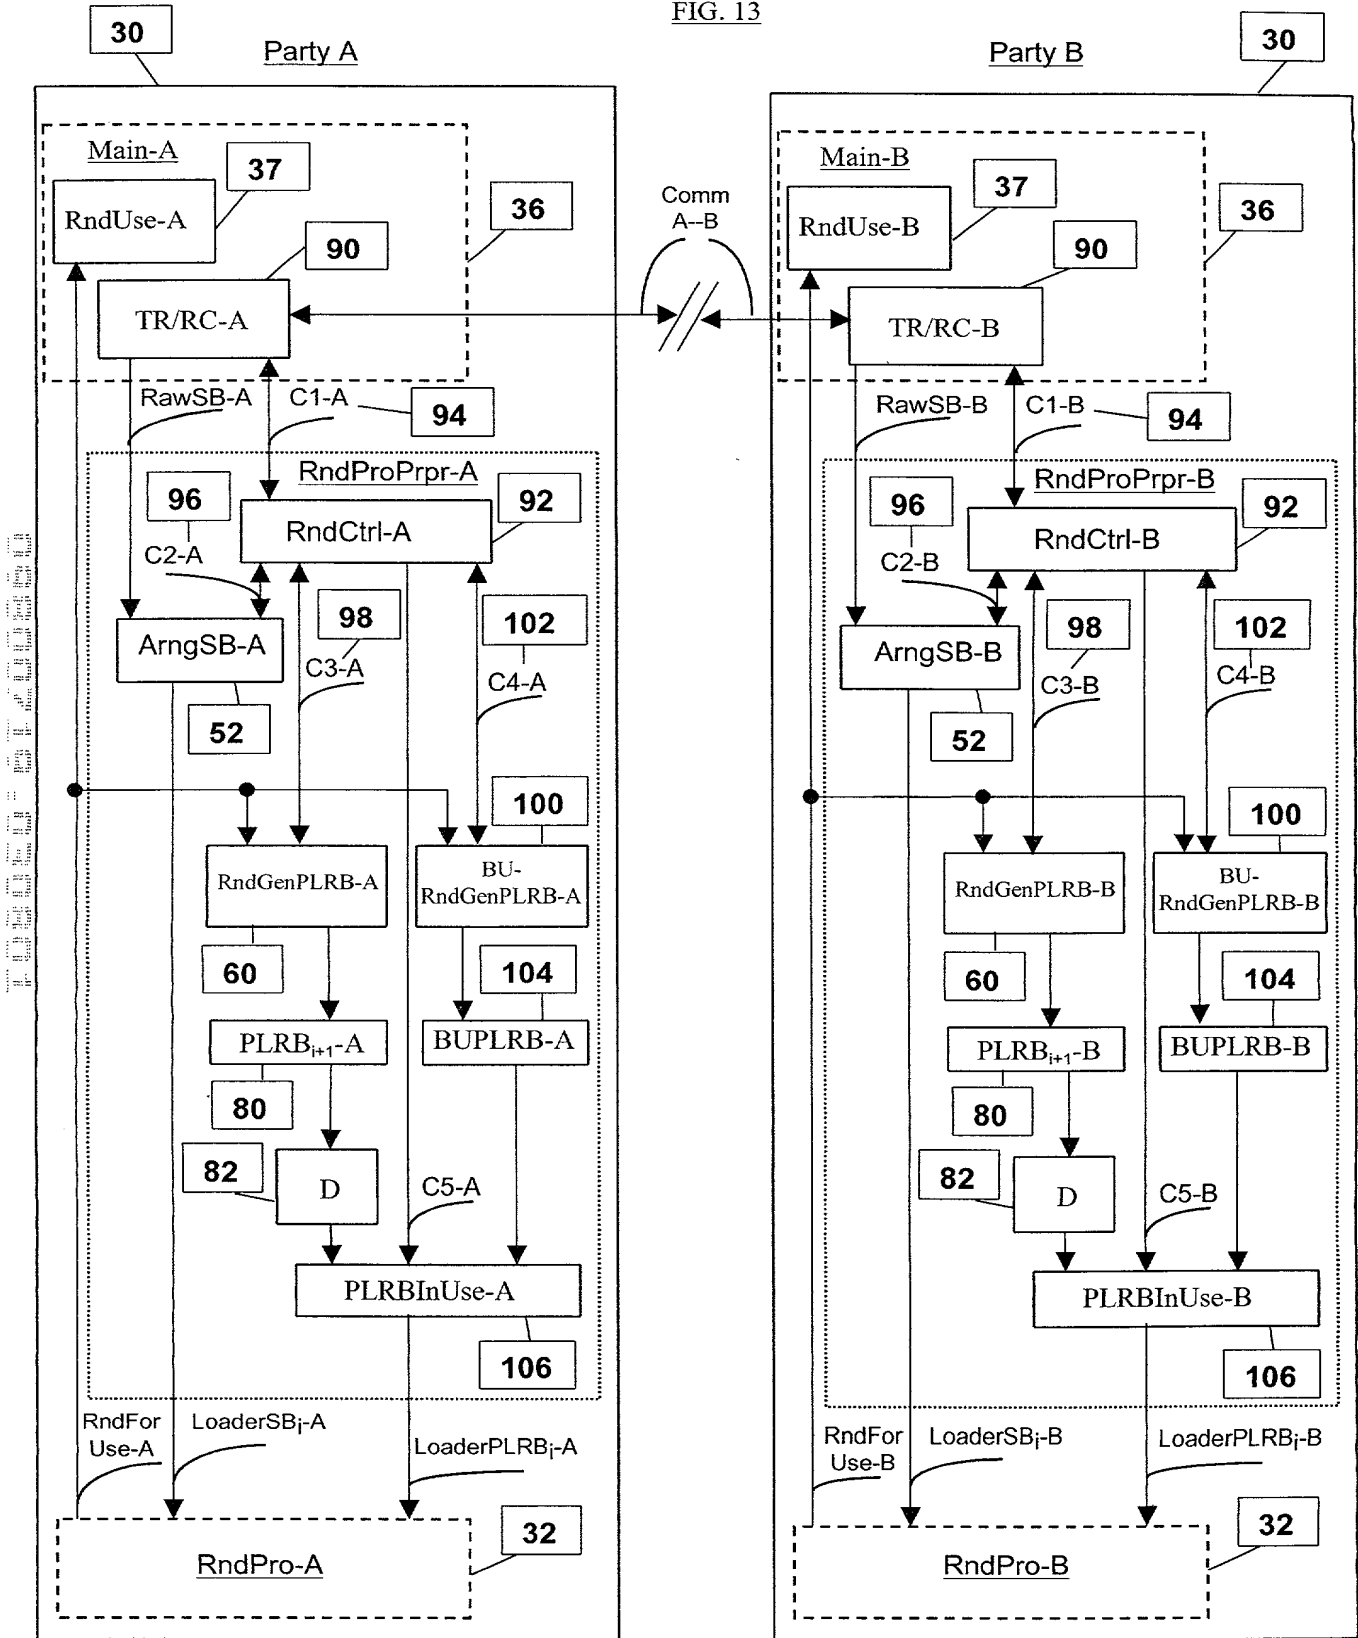 FIG. 13
30
Party A
Main-A
37
RndUse-A
36
90
TR/RC-A
Comm
A--B
RawSB-A
C1-A
94
RndProPrpr-A
96
92
RndCtrl-A
C2-A
98
102
ArngSB-A
C3-A
C4-A
52
100
RndGenPLRB-A
BU-
RndGenPLRB-A
60
104
PLRBi+1-A
BUPLRB-A
80
82
D
C5-A
PLRBInUse-A
106
RndFor
Use-A
LoaderSBi-A
LoaderPLRBi-A
32
RndPro-A
30
Party B
Main-B
37
RndUse-B
36
90
TR/RC-B
RawSB-B
C1-B
94
RndProPrpr-B
96
92
RndCtrl-B
C2-B
98
102
ArngSB-B
C3-B
C4-B
52
100
RndGenPLRB-B
BU-
RndGenPLRB-B
60
104
PLRBi+1-B
BUPLRB-B
80
82
D
C5-B
PLRBInUse-B
106
RndFor
Use-B
LoaderSBi-B
LoaderPLRBi-B
32
RndPro-B